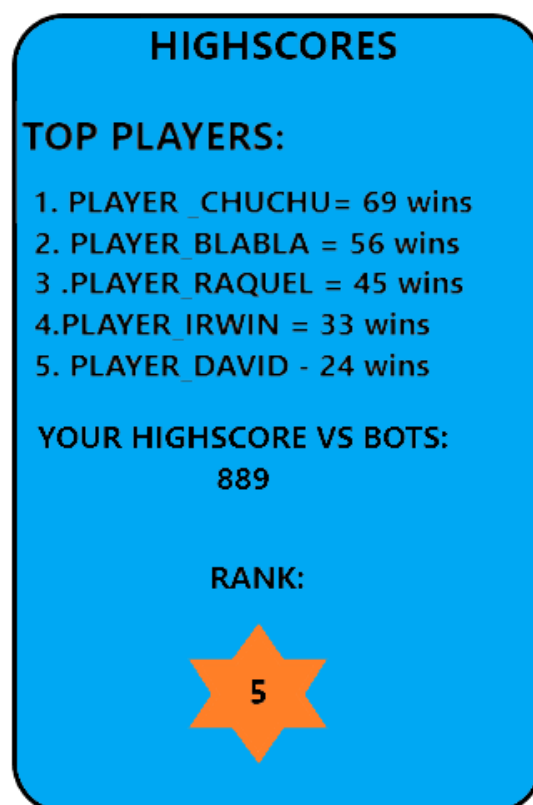 HIGHSCORES
TOP PLAYERS:
1. PLAYER _CHUCHU= 69 wins
2. PLAYER_BLABLA = 56 wins
3 .PLAYER_RAQUEL = 45 wins
4.PLAYER_IRWIN = 33 wins
5. PLAYER_DAVID - 24 wins
YOUR HIGHSCORE VS BOTS:
889
RANK:
5